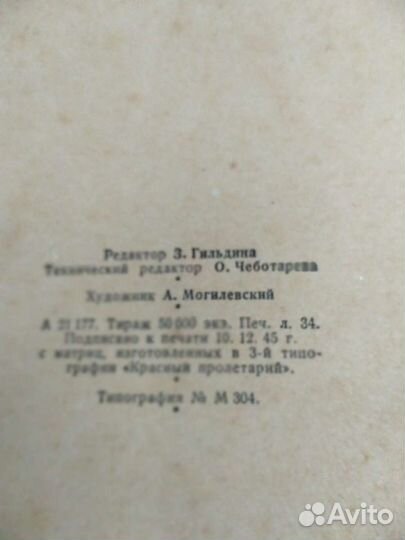 Редактор З. Гильдина
Технический редактор О. Чеботарева
Художник А. Могилевский
А 21177. Тираж 50 000 экз. Печ. л. 34.
Подписано к печати 10. 12. 45 г.
с матриц, изготовленных в 3-й типо-
графии «Красный пролетарий».
Типография № М 304.
Avito